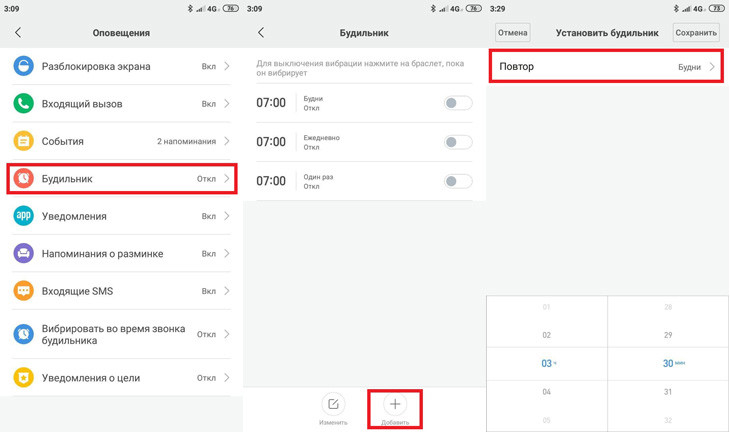 3:09
4G
76
Оповещения
Разблокировка экрана
Вкл
Входящий вызов
Вкл
События
2 напоминания
Будильник
Откл
app
Уведомления
Вкл
Напоминания о разминке
Вкл
Входящие SMS
Вкл
Вибрировать во время звонка
будильника
Откл
Уведомления о цели
Откл
3:09
4G
76
Будильник
Для выключения вибрации нажмите на браслет, пока
он вибрирует
07:00
Будни
Откл
07:00
Ежедневно
Откл
07:00
Один раз
Откл
Изменить
Добавить
3:29
4G
73
Отмена
Установить будильник
Сохранить
Повтор
Будни
01
28
02
29
03 ч
30 мин
04
31
05
32